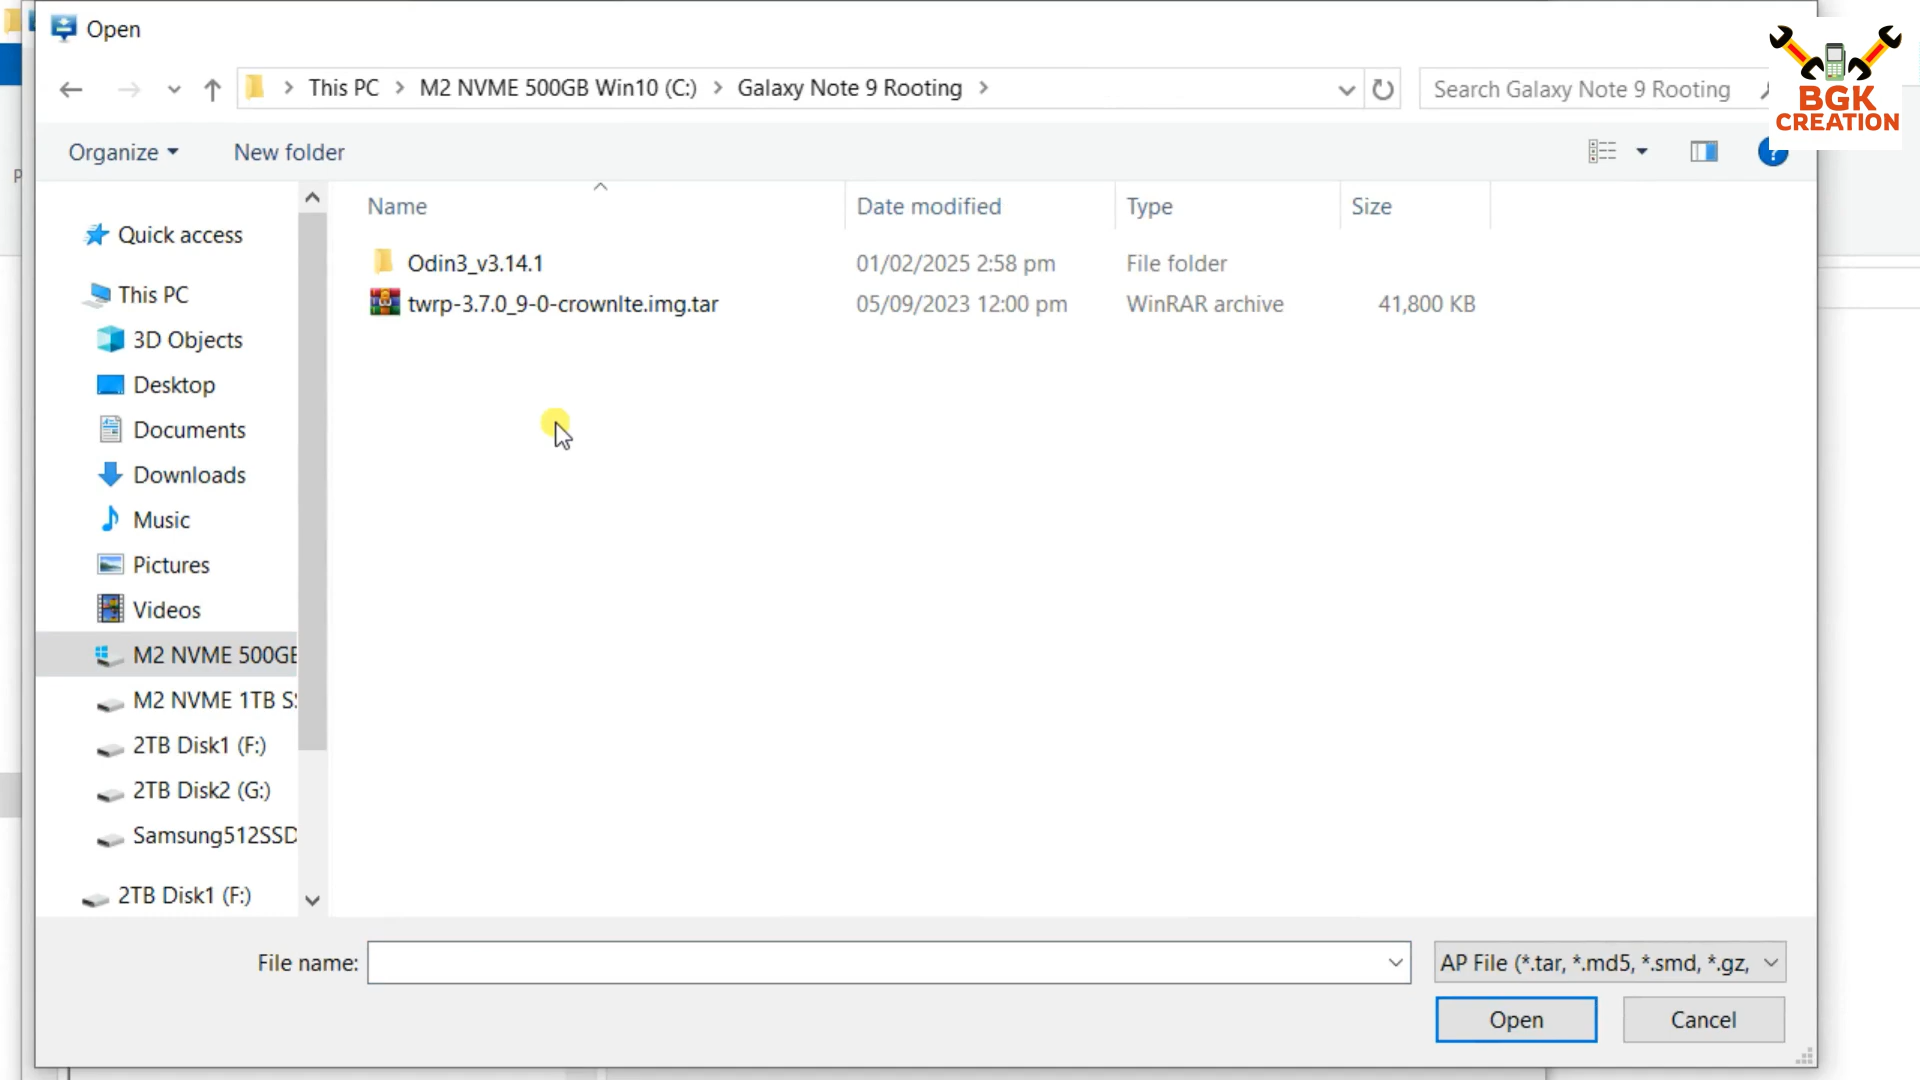 Open
This PC
M2 NVME 500GB Win10 (C:)
Galaxy Note 9 Rooting
Search Galaxy Note 9 Rooting
BGK
CREATION
Organize
New folder
?
P
Name
Date modified
Type
Size
Quick access
Odin3_v3.14.1
01/02/2025 2:58 pm
File folder
This PC
twrp-3.7.0_9-0-crownlte.img.tar
05/09/2023 12:00 pm
WinRAR archive
41,800 KB
3D Objects
Desktop
Documents
Downloads
Music
Pictures
Videos
M2 NVME 500GB
M2 NVME 1TB S
2TB Disk1 (F:)
2TB Disk2 (G:)
Samsung512SSD
2TB Disk1 (F:)
File name:
AP File (*.tar, *.md5, *.smd, *.gz,
Open
Cancel